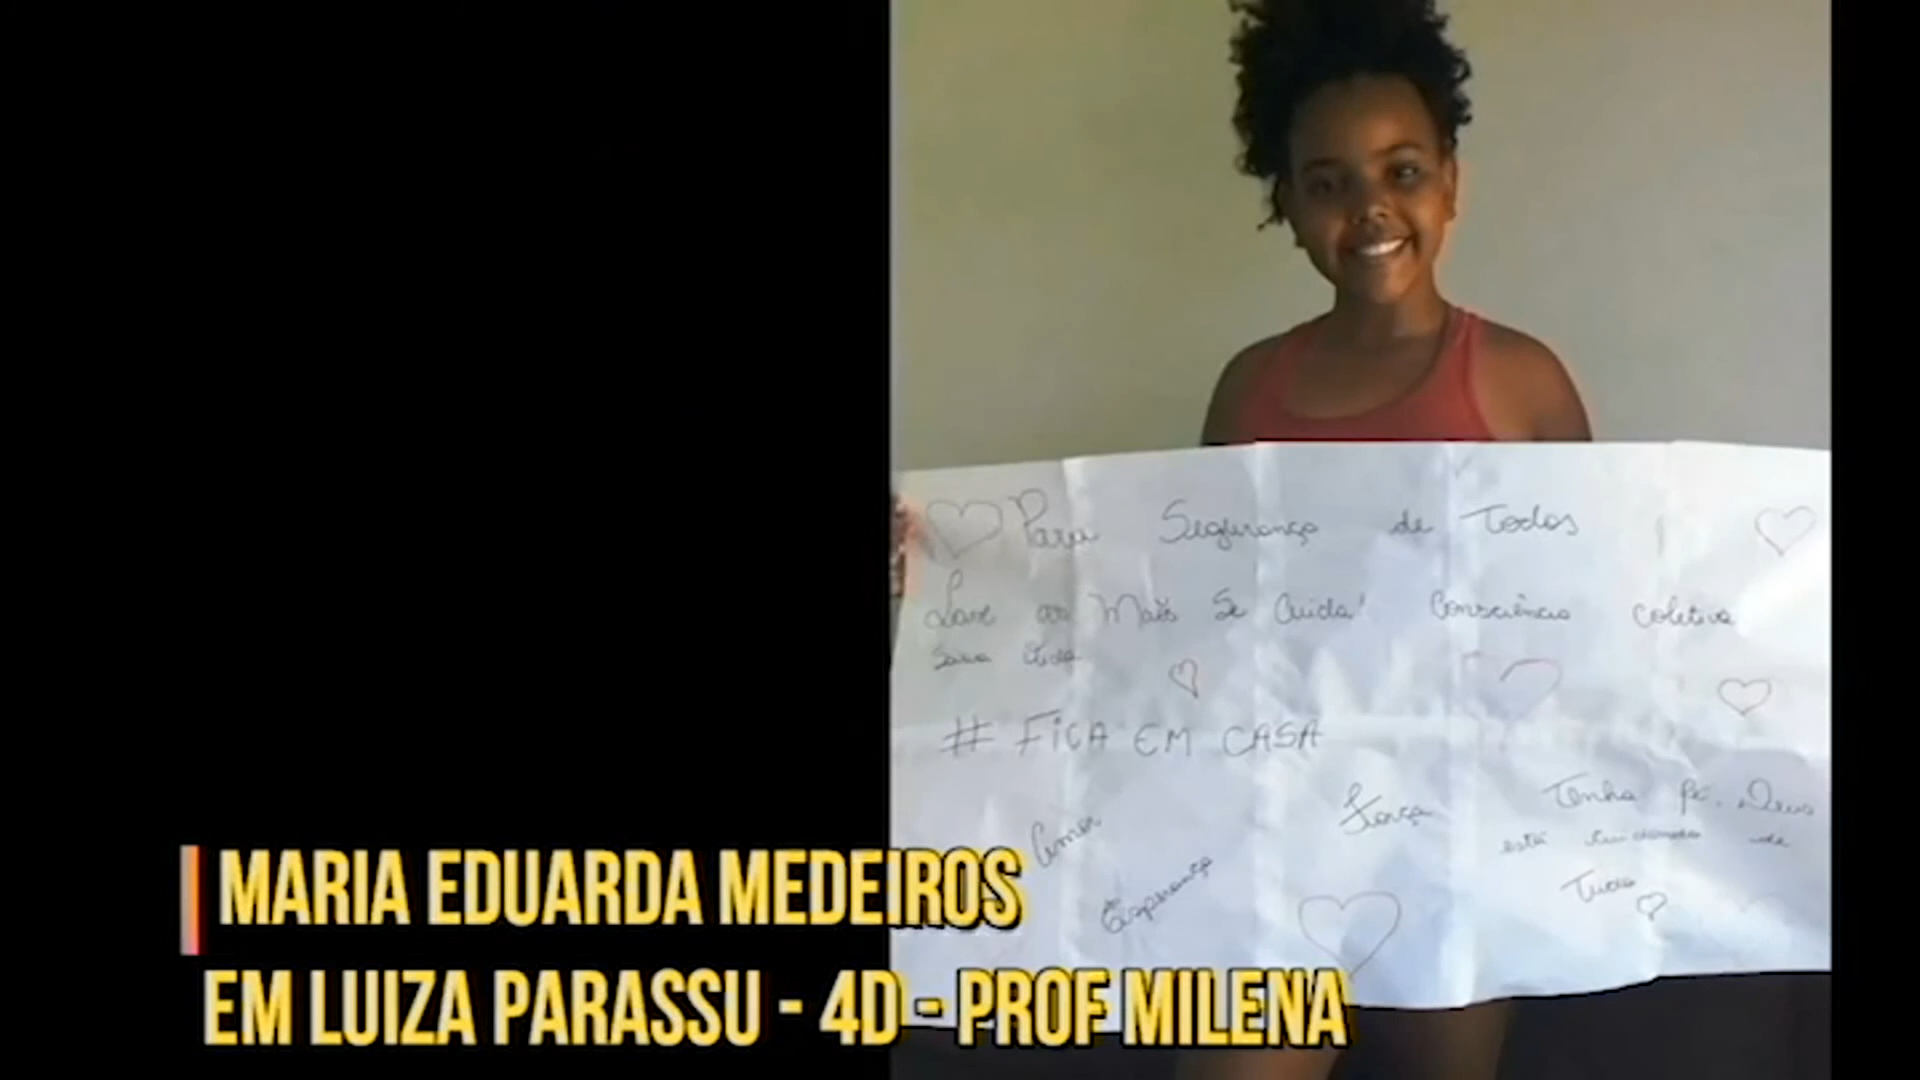 Para Segurança de Todos
Lave as Mãos Se Cuida! Consciência coletiva
Salva Vida
# FICA EM CASA
Amor
Esperança
Força
Tenha fé. Deus
está cuidando de
Tudo
MARIA EDUARDA MEDEIROS
EM LUIZA PARASSU - 4D - PROF MILENA